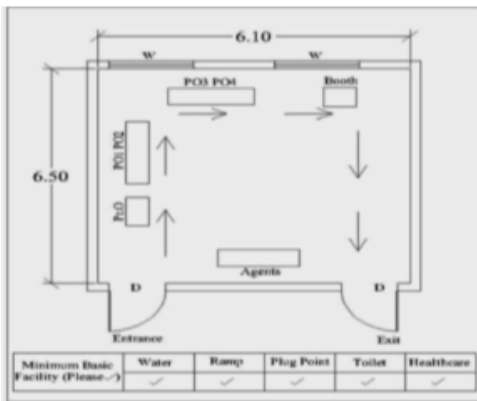 6.10
W W
PO3 PO4 Booth
PO1 PO2
6.50
PrO
Agents
D D
Entrance Exit
Minimum Basic Water Ramp Plug Point Toilet Healthcare
Facility (Please✓) ✓ ✓ ✓ ✓ ✓